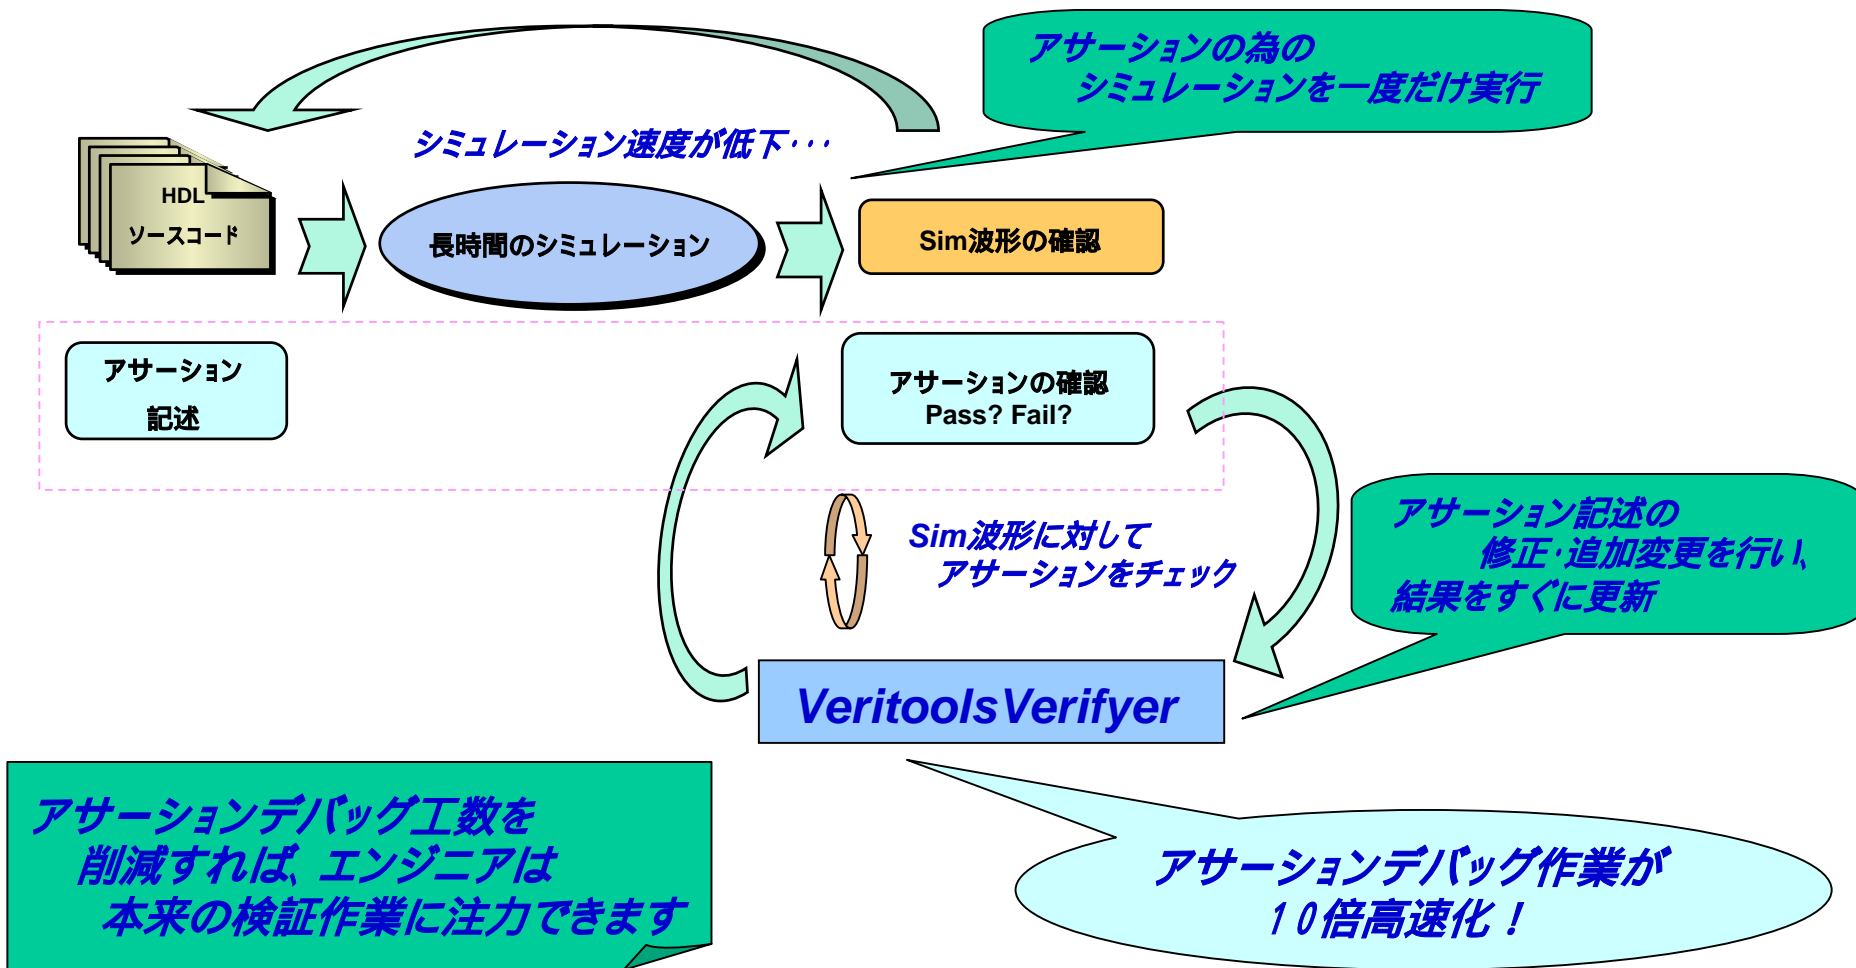 アサーションの為の
シミュレーションを一度だけ実行
シミュレーション速度が低下･･･
HDL
ソースコード
長時間のシミュレーション
Sim波形の確認
アサーション
記述
アサーションの確認
Pass? Fail?
Sim波形に対して
アサーションをチェック
アサーション記述の
修正･追加変更を行い、
結果をすぐに更新
VeritoolsVerifyer
アサーションデバッグ工数を
削減すれば、エンジニアは
本来の検証作業に注力できます
アサーションデバッグ作業が
１０倍高速化！